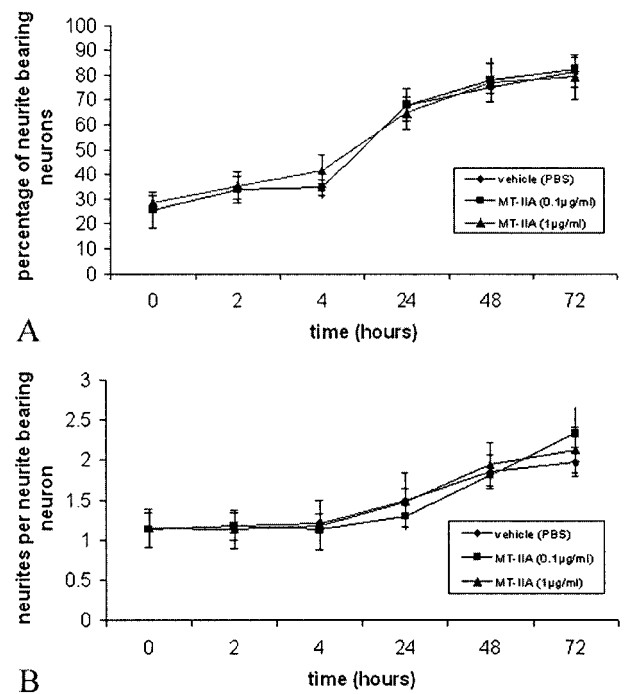 percentage of neurite bearing
neurons
100
90
80
70
60
50
40
30
20
10
0
vehicle (PBS)
MT-IIA (0.1µg/ml)
MT-IIA (1µg/ml)
0 2 4 24 48 72
time (hours)
A
neurites per neurite bearing
neuron
3
2.5
2
1.5
1
0.5
0
vehicle (PBS)
MT-IIA (0.1µg/ml)
MT-IIA (1µg/ml)
0 2 4 24 48 72
time (hours)
B